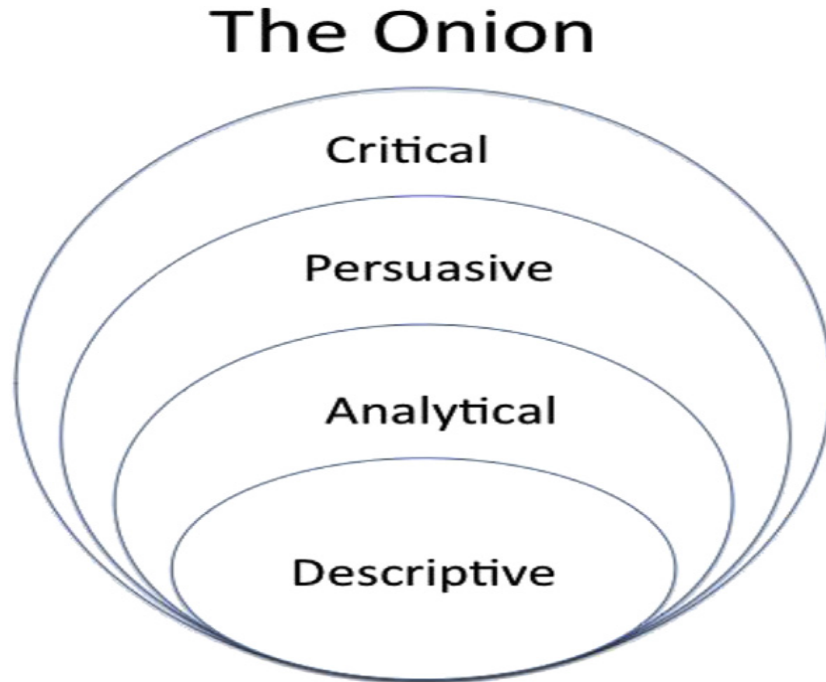 The Onion
Critical
Persuasive
Analytical
Descriptive